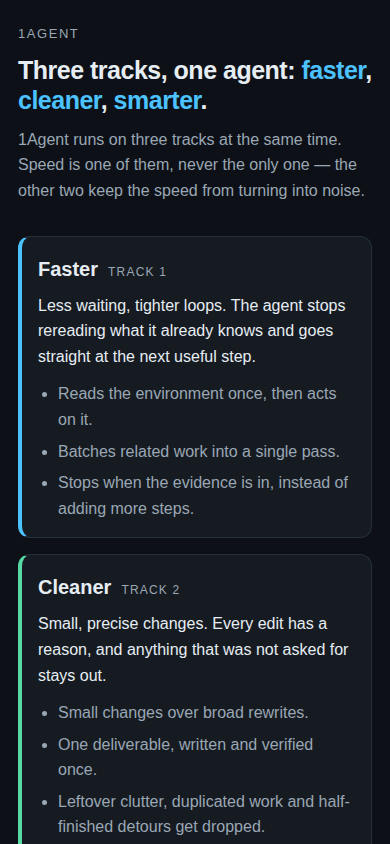 1AGENT
Three tracks, one agent: faster,
cleaner, smarter.
1Agent runs on three tracks at the same time.
Speed is one of them, never the only one — the
other two keep the speed from turning into noise.
Faster TRACK 1
Less waiting, tighter loops. The agent stops
rereading what it already knows and goes
straight at the next useful step.
• Reads the environment once, then acts
on it.
• Batches related work into a single pass.
• Stops when the evidence is in, instead of
adding more steps.
Cleaner TRACK 2
Small, precise changes. Every edit has a
reason, and anything that was not asked for
stays out.
• Small changes over broad rewrites.
• One deliverable, written and verified
once.
• Leftover clutter, duplicated work and half-
finished detours get dropped.